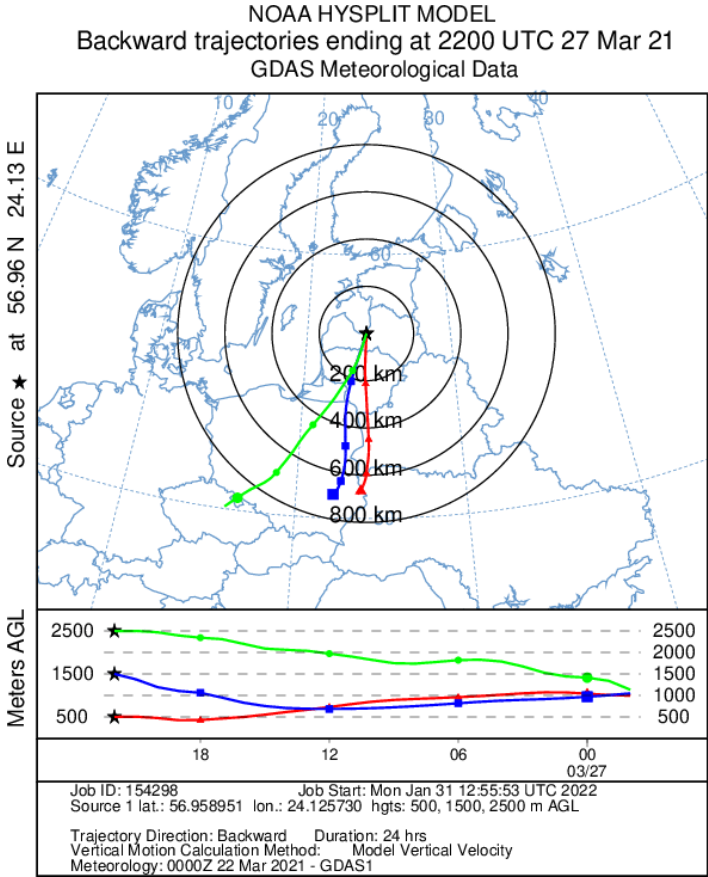 NOAA HYSPLIT MODEL
Backward trajectories ending at 2200 UTC 27 Mar 21
GDAS Meteorological Data
Source ★ at 56.96 N 24.13 E
10
20
30
40
60
200 km
400 km
600 km
800 km
Meters AGL
2500
1500
500
2500
2000
1500
1000
500
18
12
06
00
03/27
Job ID: 154298 Job Start: Mon Jan 31 12:55:53 UTC 2022
Source 1 lat.: 56.958951 lon.: 24.125730 hgts: 500, 1500, 2500 m AGL
Trajectory Direction: Backward Duration: 24 hrs
Vertical Motion Calculation Method: Model Vertical Velocity
Meteorology: 0000Z 22 Mar 2021 - GDAS1